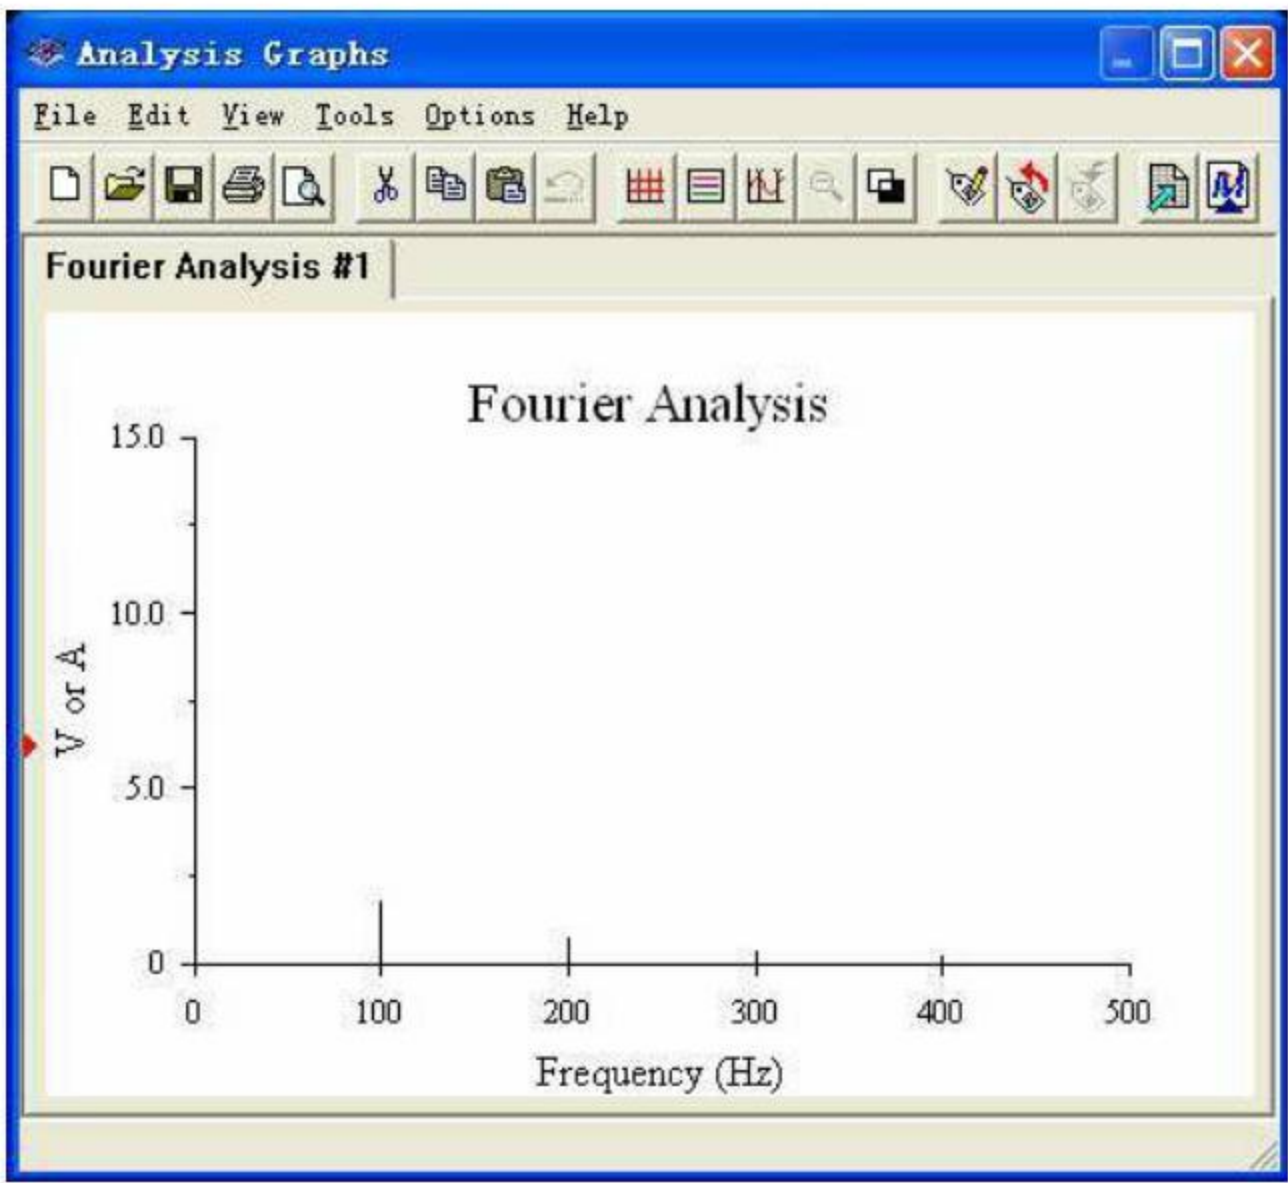 Analysis Graphs
File Edit View Tools Options Help
Fourier Analysis #1
Fourier Analysis
15.0
10.0
5.0
0
V or A
0 100 200 300 400 500
Frequency (Hz)